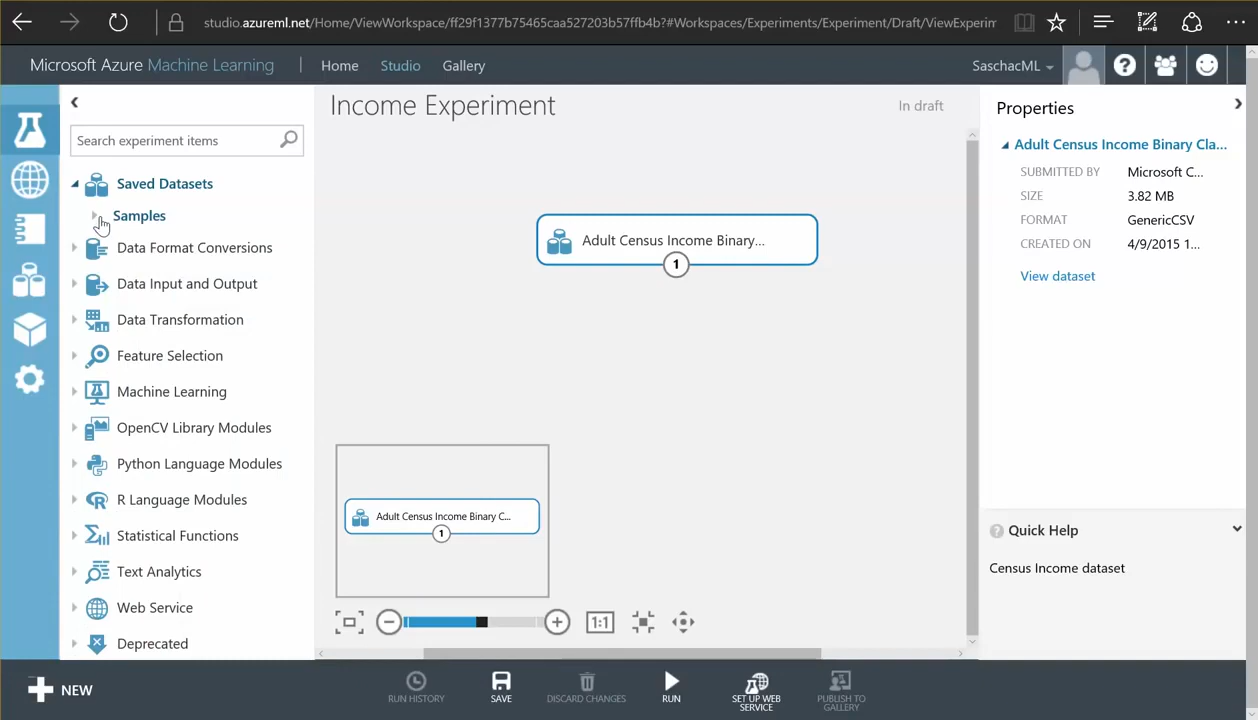 studio.azureml.net/Home/ViewWorkspace/ff29f1377b75465caa527203b57ffb4b?#Workspaces/Experiments/Experiment/Draft/ViewExperim
Microsoft Azure Machine Learning
Home
Studio
Gallery
SaschacML
?
Income Experiment
In draft
Search experiment items
Saved Datasets
Samples
Data Format Conversions
Data Input and Output
Data Transformation
Feature Selection
Machine Learning
OpenCV Library Modules
Python Language Modules
R Language Modules
Statistical Functions
Text Analytics
Web Service
Deprecated
Adult Census Income Binary...
1
Adult Census Income Binary C...
1
1:1
Properties
Adult Census Income Binary Cla...
SUBMITTED BY Microsoft C...
SIZE 3.82 MB
FORMAT GenericCSV
CREATED ON 4/9/2015 1...
View dataset
? Quick Help
Census Income dataset
NEW
RUN HISTORY
SAVE
DISCARD CHANGES
RUN
SET UP WEB
SERVICE
PUBLISH TO
GALLERY